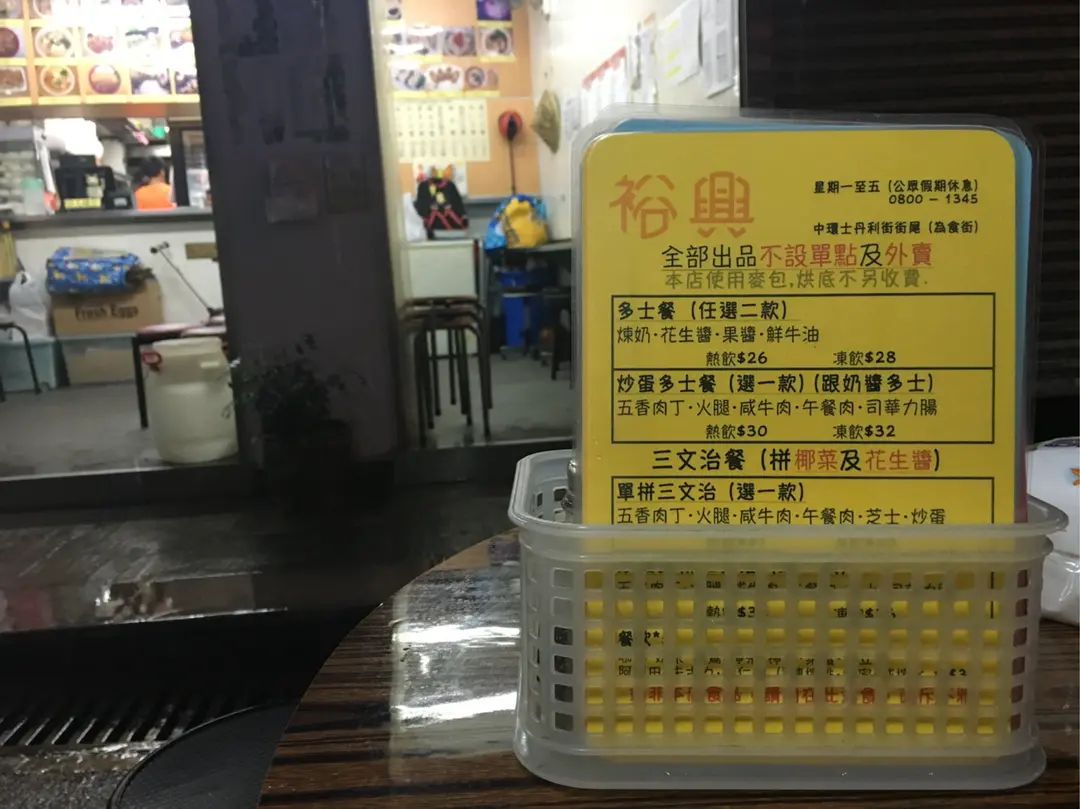 裕興
星期一至五 (公眾假期休息)
0800 - 1345
中環士丹利街街尾 (為食街)
全部出品不設單點及外賣
本店使用麥包,烘底不另收費.
多士餐 (任選二款)
煉奶·花生醬·果醬·鮮牛油
熱飲$26 凍飲$28
炒蛋多士餐 (選一款) (跟奶醬多士)
五香肉丁·火腿·咸牛肉·午餐肉·司華力腸
熱飲$30 凍飲$32
三文治餐 (拼椰菜及花生醬)
單拼三文治 (選一款)
五香肉丁·火腿·咸牛肉·午餐肉·芝士·炒蛋
Fresh Eggs